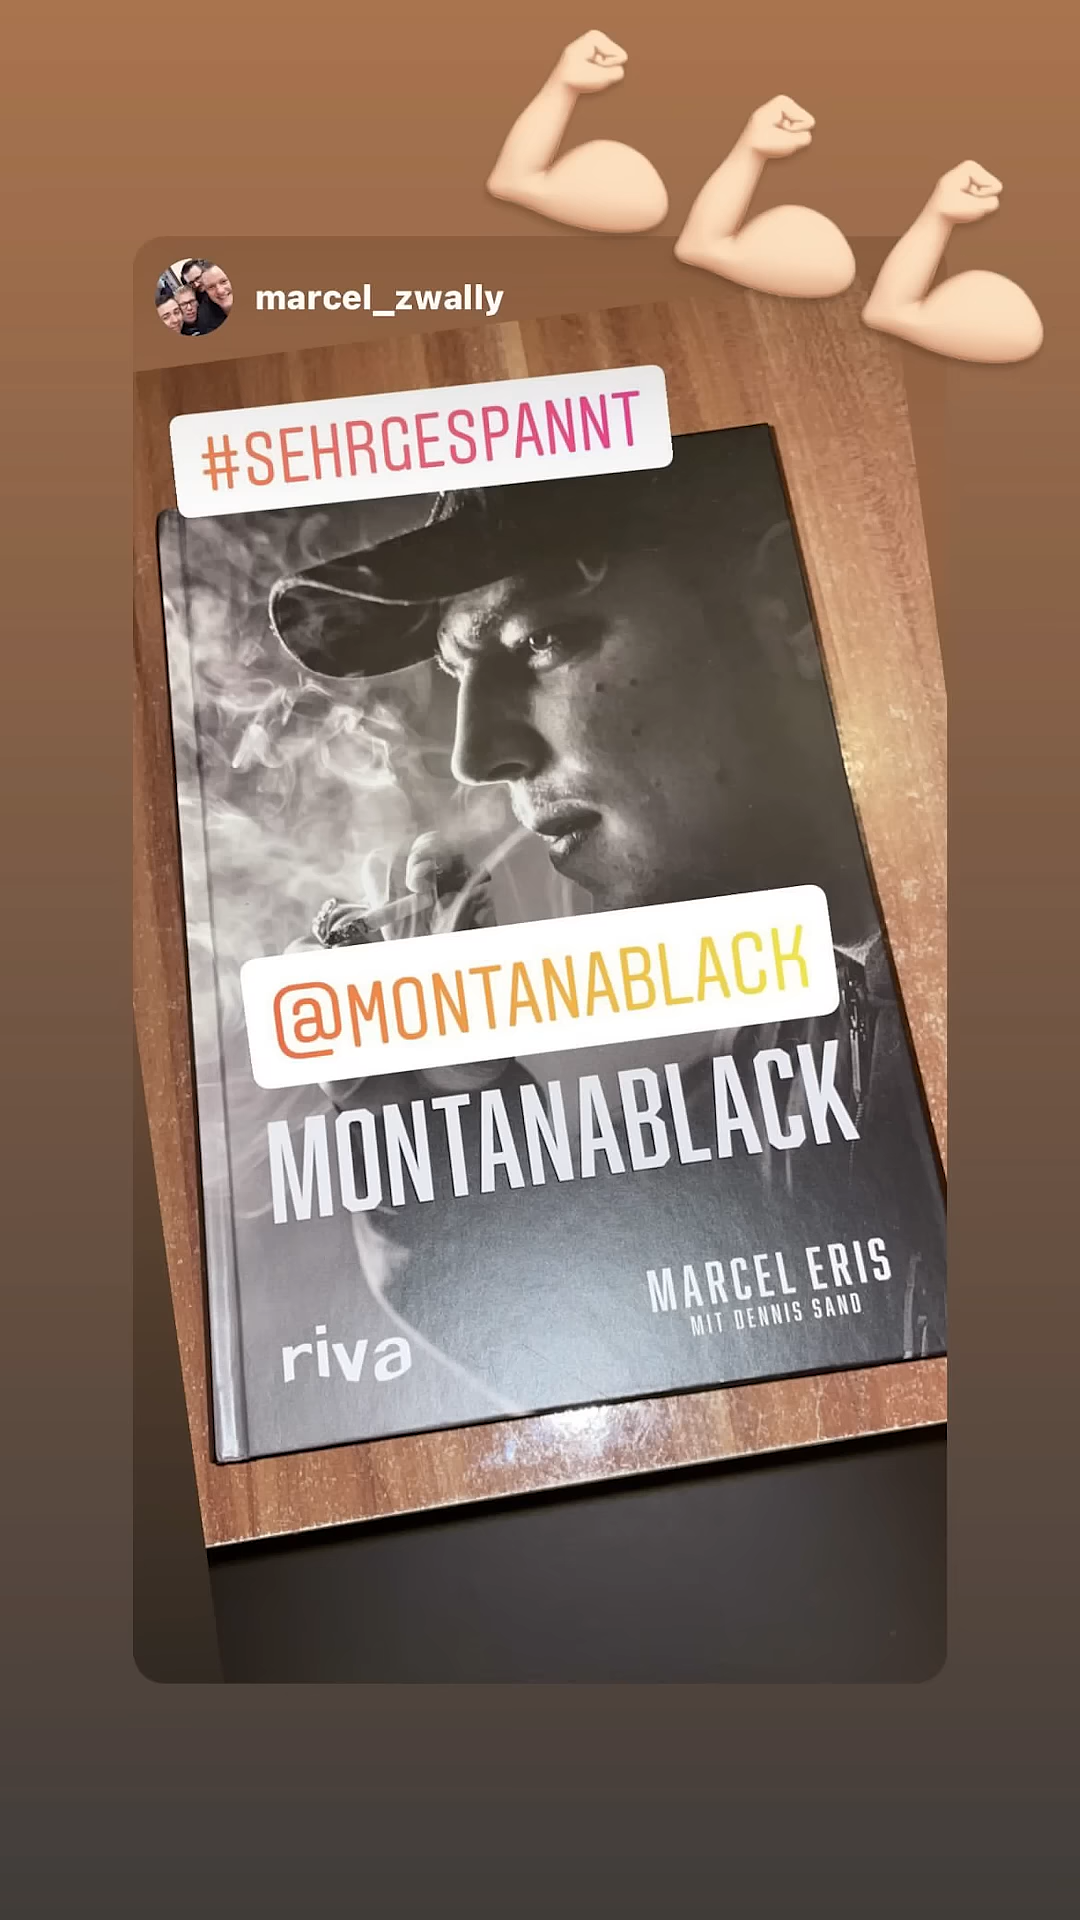 marcel_zwally
#SEHRGESPANNT
@MONTANABLACK
MONTANABLACK
MARCEL ERIS
MIT DENNIS SAND
riva